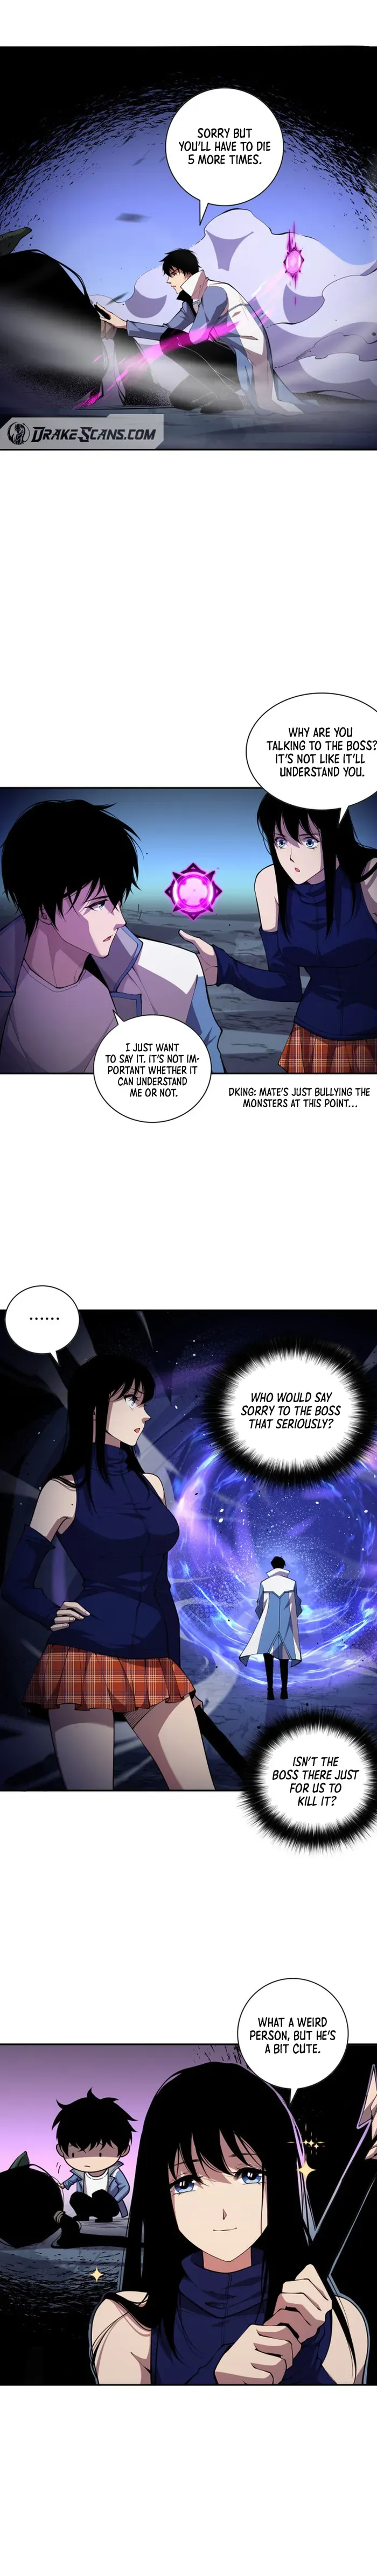 SORRY BUT
YOU'LL HAVE TO DIE
5 MORE TIMES.
DRAKESCANS.COM
WHY ARE YOU
TALKING TO THE BOSS?
IT'S NOT LIKE IT'LL
UNDERSTAND YOU.
I JUST WANT
TO SAY IT. IT'S NOT IM-
PORTANT WHETHER IT
CAN UNDERSTAND
ME OR NOT.
DKING: MATE'S JUST BULLYING THE
MONSTERS AT THIS POINT...
......
WHO WOULD SAY
SORRY TO THE BOSS
THAT SERIOUSLY?
ISN'T THE
BOSS THERE JUST
FOR US TO
KILL IT?
WHAT A WEIRD
PERSON, BUT HE'S
A BIT CUTE.